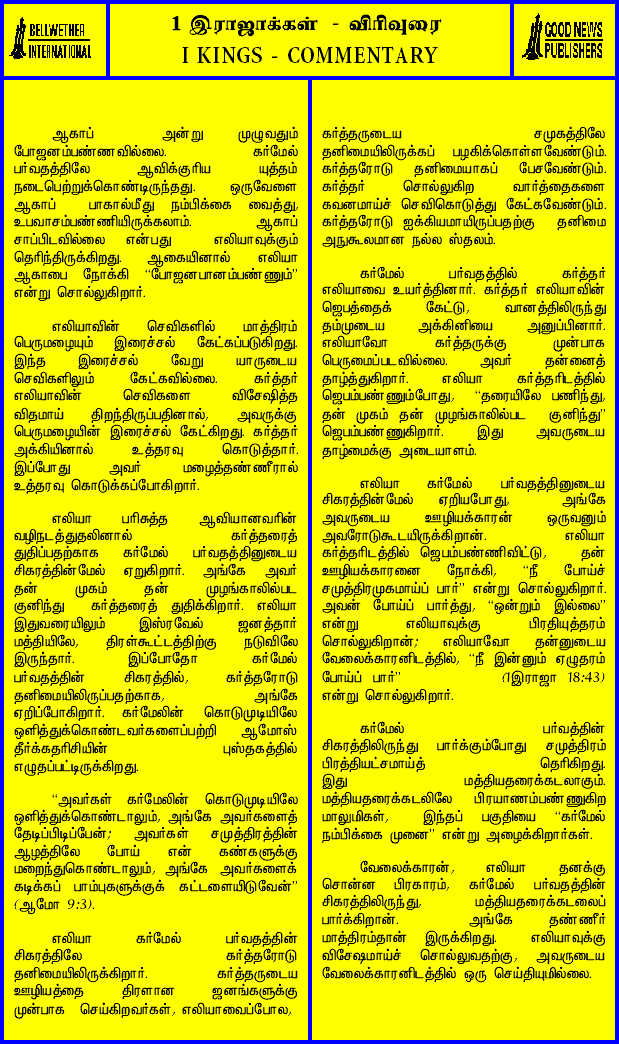 BELLWETHER
INTERNATIONAL
1 இராஜாக்கள் - விரிவுரை
I KINGS - COMMENTARY
GOOD NEWS
PUBLISHERS
ஆகாப் அன்று முழுவதும்
போஜனம்பண்ணவில்லை. கர்மேல்
பர்வதத்திலே ஆவிக்குரிய யுத்தம்
நடைபெற்றுக்கொண்டிருந்தது. ஒருவேளை
ஆகாப் பாகால்மீது நம்பிக்கை வைத்து,
உபவாசம்பண்ணியிருக்கலாம். ஆகாப்
சாப்பிடவில்லை என்பது எலியாவுக்கும்
தெரிந்திருக்கிறது. ஆகையினால் எலியா
ஆகாபை நோக்கி “போஜனபானம்பண்ணும்”
என்று சொல்லுகிறார்.
எலியாவின் செவிகளில் மாத்திரம்
பெருமழையும் இரைச்சல் கேட்கப்படுகிறது.
இந்த இரைச்சல் வேறு யாருடைய
செவிகளிலும் கேட்கவில்லை. கர்த்தர்
எலியாவின் செவிகளை விசேஷித்த
விதமாய் திறந்திருப்பதினால், அவருக்கு
பெருமழையின் இரைச்சல் கேட்கிறது. கர்த்தர்
அக்கியினால் உத்தரவு கொடுத்தார்.
இப்போது அவர் மழைத்தண்ணீரால்
உத்தரவு கொடுக்கப்போகிறார்.
எலியா பரிசுத்த ஆவியானவரின்
வழிநடத்துதலினால் கர்த்தரைத்
துதிப்பதற்காக கர்மேல் பர்வதத்தினுடைய
சிகரத்தின்மேல் ஏறுகிறார். அங்கே அவர்
தன் முகம் தன் முழங்காலில்பட
குனிந்து கர்த்தரைத் துதிக்கிறார். எலியா
இதுவரையிலும் இஸ்ரவேல் ஜனத்தார்
மத்தியிலே, திரள்கூட்டத்திற்கு நடுவிலே
இருந்தார். இப்போதோ கர்மேல்
பர்வதத்தின் சிகரத்தில், கர்த்தரோடு
தனிமையிலிருப்பதற்காக, அங்கே
ஏறிப்போகிறார். கர்மேலின் கொடுமுடியிலே
ஒளித்துக்கொண்டவர்களைப்பற்றி ஆமோஸ்
தீர்க்கதரிசியின் புஸ்தகத்தில்
எழுதப்பட்டிருக்கிறது.
“அவர்கள் கர்மேலின் கொடுமுடியிலே
ஒளித்துக்கொண்டாலும், அங்கே அவர்களைத்
தேடிப்பிடிப்பேன்; அவர்கள் சமுத்திரத்தின்
ஆழத்திலே போய் என் கண்களுக்கு
மறைந்துகொண்டாலும், அங்கே அவர்களைக்
கடிக்கப் பாம்புகளுக்குக் கட்டளையிடுவேன்”
(ஆமோ 9:3).
எலியா கர்மேல் பர்வதத்தின்
சிகரத்திலே கர்த்தரோடு
தனிமையிலிருக்கிறார். கர்த்தருடைய
ஊழியத்தை திரளான ஜனங்களுக்கு
முன்பாக செய்கிறவர்கள், எலியாவைப்போல,
கர்த்தருடைய சமுகத்திலே
தனிமையிலிருக்கப் பழகிக்கொள்ளவேண்டும்.
கர்த்தரோடு தனிமையாகப் பேசவேண்டும்.
கர்த்தர் சொல்லுகிற வார்த்தைகளை
கவனமாய்ச் செவிகொடுத்து கேட்கவேண்டும்.
கர்த்தரோடு ஐக்கியமாயிருப்பதற்கு தனிமை
அநுகூலமான நல்ல ஸ்தலம்.
கர்மேல் பர்வதத்தில் கர்த்தர்
எலியாவை உயர்த்தினார். கர்த்தர் எலியாவின்
ஜெபத்தைக் கேட்டு, வானத்திலிருந்து
தம்முடைய அக்கினியை அனுப்பினார்.
எலியாவோ கர்த்தருக்கு முன்பாக
பெருமைப்படவில்லை. அவர் தன்னைத்
தாழ்த்துகிறார். எலியா கர்த்தரிடத்தில்
ஜெபம்பண்ணும்போது, “தரையிலே பணிந்து,
தன் முகம் தன் முழங்காலில்பட குனிந்து”
ஜெபம்பண்ணுகிறார். இது அவருடைய
தாழ்மைக்கு அடையாளம்.
எலியா கர்மேல் பர்வதத்தினுடைய
சிகரத்தின்மேல் ஏறியபோது, அங்கே
அவருடைய ஊழியக்காரன் ஒருவனும்
அவரோடுகூடயிருக்கிறான். எலியா
கர்த்தரிடத்தில் ஜெபம்பண்ணிவிட்டு, தன்
ஊழியக்காரனை நோக்கி, “நீ போய்ச்
சமுத்திரமுகமாய்ப் பார்” என்று சொல்லுகிறார்.
அவன் போய்ப் பார்த்து, “ஒன்றும் இல்லை”
என்று எலியாவுக்கு பிரதியுத்தரம்
சொல்லுகிறான்; எலியாவோ தன்னுடைய
வேலைக்காரனிடத்தில், “நீ இன்னும் ஏழுதரம்
போய்ப் பார்” (1இராஜா 18:43)
என்று சொல்லுகிறார்.
கர்மேல் பர்வத்தின்
சிகரத்திலிருந்து பார்க்கும்போது சமுத்திரம்
பிரத்தியட்சமாய்த் தெரிகிறது.
இது மத்தியதரைக்கடலாகும்.
மத்தியதரைக்கடலிலே பிரயாணம்பண்ணுகிற
மாலுமிகள், இந்தப் பகுதியை “கர்மேல்
நம்பிக்கை முனை” என்று அழைக்கிறார்கள்.
வேலைக்காரன், எலியா தனக்கு
சொன்ன பிரகாரம், கர்மேல் பர்வதத்தின்
சிகரத்திலிருந்து, மத்தியதரைக்கடலைப்
பார்க்கிறான். அங்கே தண்ணீர்
மாத்திரம்தான் இருக்கிறது. எலியாவுக்கு
விசேஷமாய்ச் சொல்லுவதற்கு, அவருடைய
வேலைக்காரனிடத்தில் ஒரு செய்தியுமில்லை.